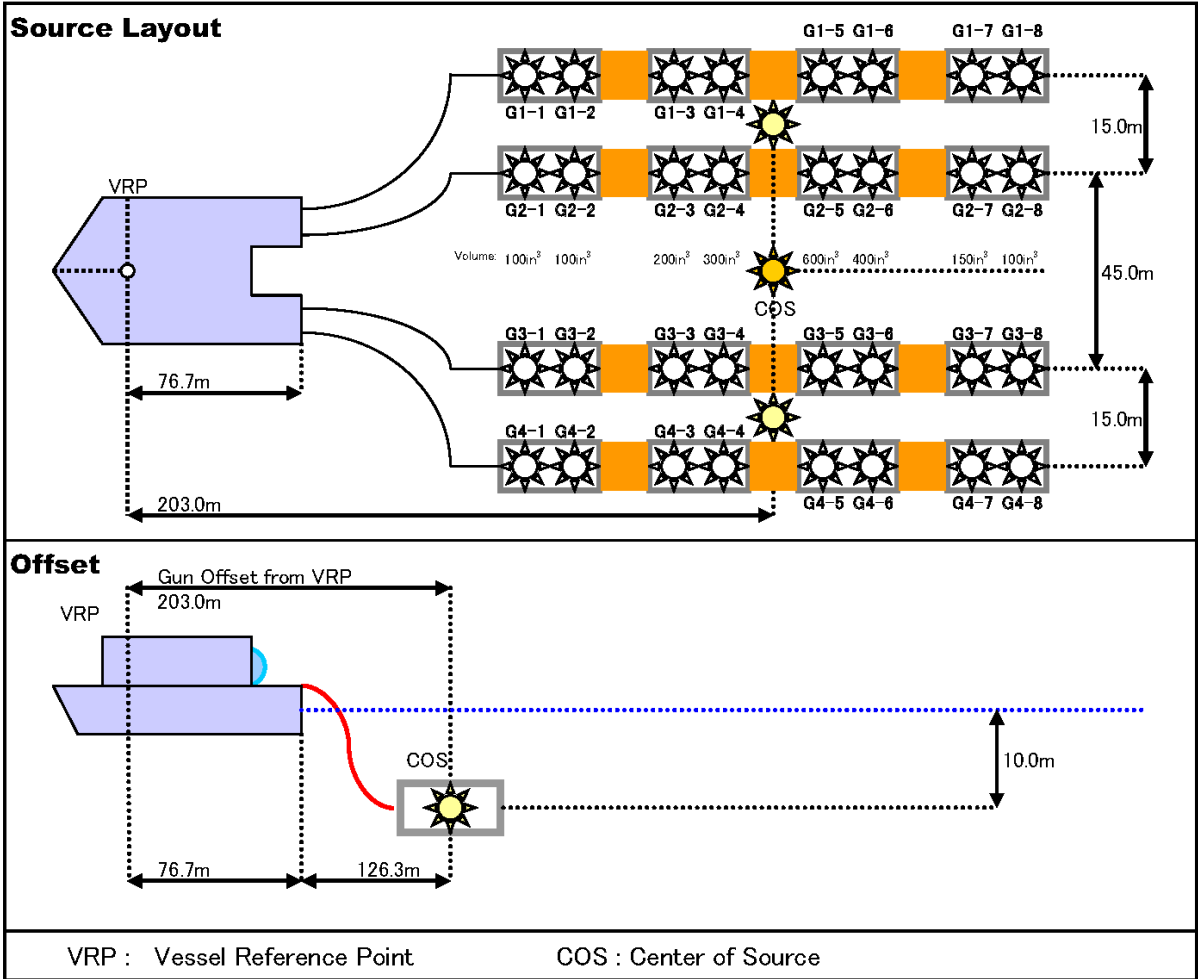 Source Layout
G1-5 G1-6 G1-7 G1-8
G1-1 G1-2 G1-3 G1-4
15.0m
VRP
G2-1 G2-2 G2-3 G2-4 G2-5 G2-6 G2-7 G2-8
Volume: 100in³ 100in³ 200in³ 300in³ 600in³ 400in³ 150in³ 100in³
45.0m
COS
G3-1 G3-2 G3-3 G3-4 G3-5 G3-6 G3-7 G3-8
76.7m
15.0m
G4-1 G4-2 G4-3 G4-4
G4-5 G4-6 G4-7 G4-8
203.0m
Offset
Gun Offset from VRP
203.0m
VRP
COS
10.0m
76.7m 126.3m
VRP : Vessel Reference Point COS : Center of Source